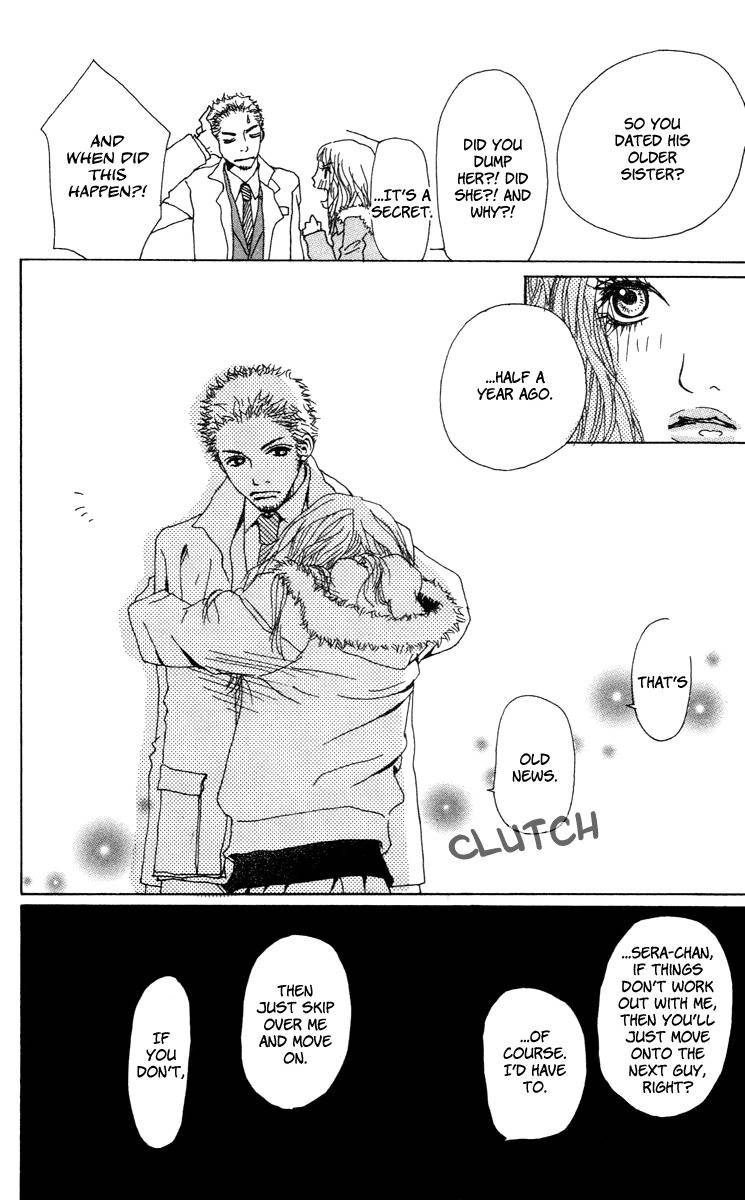 SO YOU
DATED HIS
OLDER
SISTER?
DID YOU
DUMP
HER?! DID
SHE?! AND
WHY?!
...IT'S A
SECRET.
AND
WHEN DID
THIS
HAPPEN?!
...HALF A
YEAR AGO.
THAT'S
OLD
NEWS.
CLUTCH
...SERA-CHAN,
IF THINGS
DON'T WORK
OUT WITH ME,
THEN YOU'LL
JUST MOVE
ONTO THE
NEXT GUY,
RIGHT?
...OF
COURSE.
I'D HAVE
TO.
THEN
JUST SKIP
OVER ME
AND MOVE
ON.
IF
YOU
DON'T,